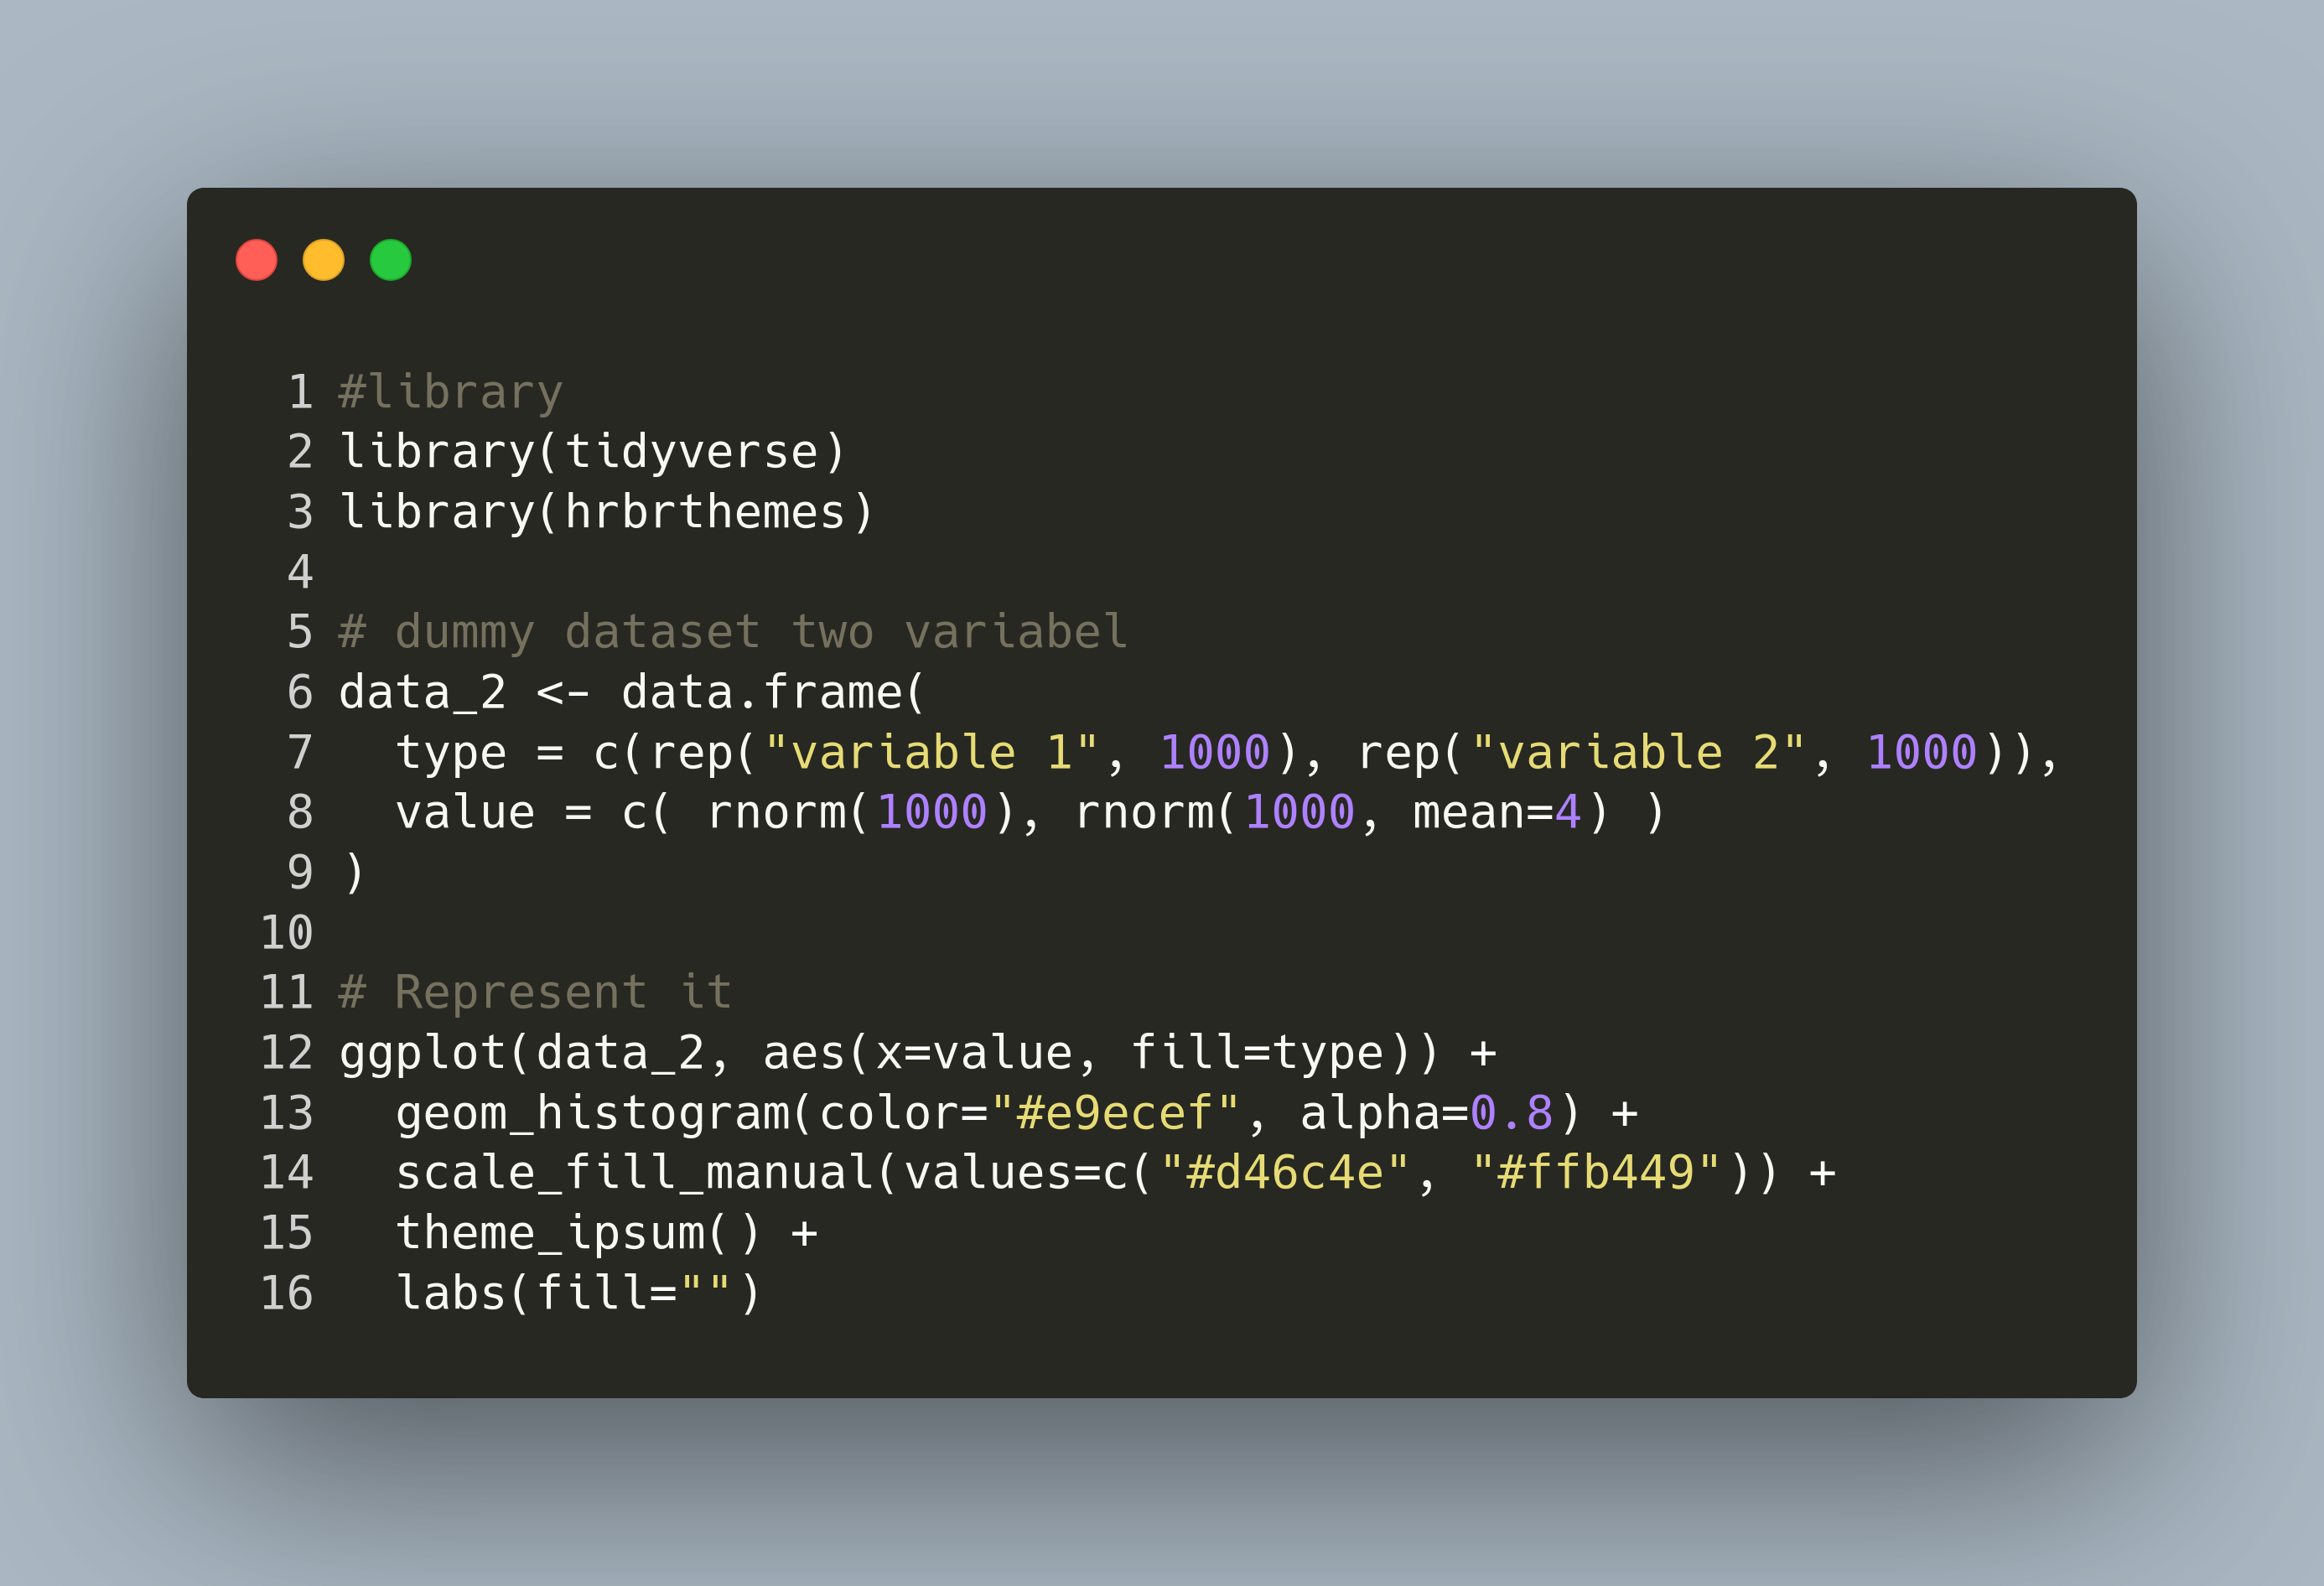 1 #library
2 library(tidyverse)
3 library(hrbrthemes)
4
5 # dummy dataset two variabel
6 data_2 <- data.frame(
7   type = c(rep("variable 1", 1000), rep("variable 2", 1000)),
8   value = c( rnorm(1000), rnorm(1000, mean=4) )
9 )
10
11 # Represent it
12 ggplot(data_2, aes(x=value, fill=type)) +
13   geom_histogram(color="#e9ecef", alpha=0.8) +
14   scale_fill_manual(values=c("#d46c4e", "#ffb449")) +
15   theme_ipsum() +
16   labs(fill="")